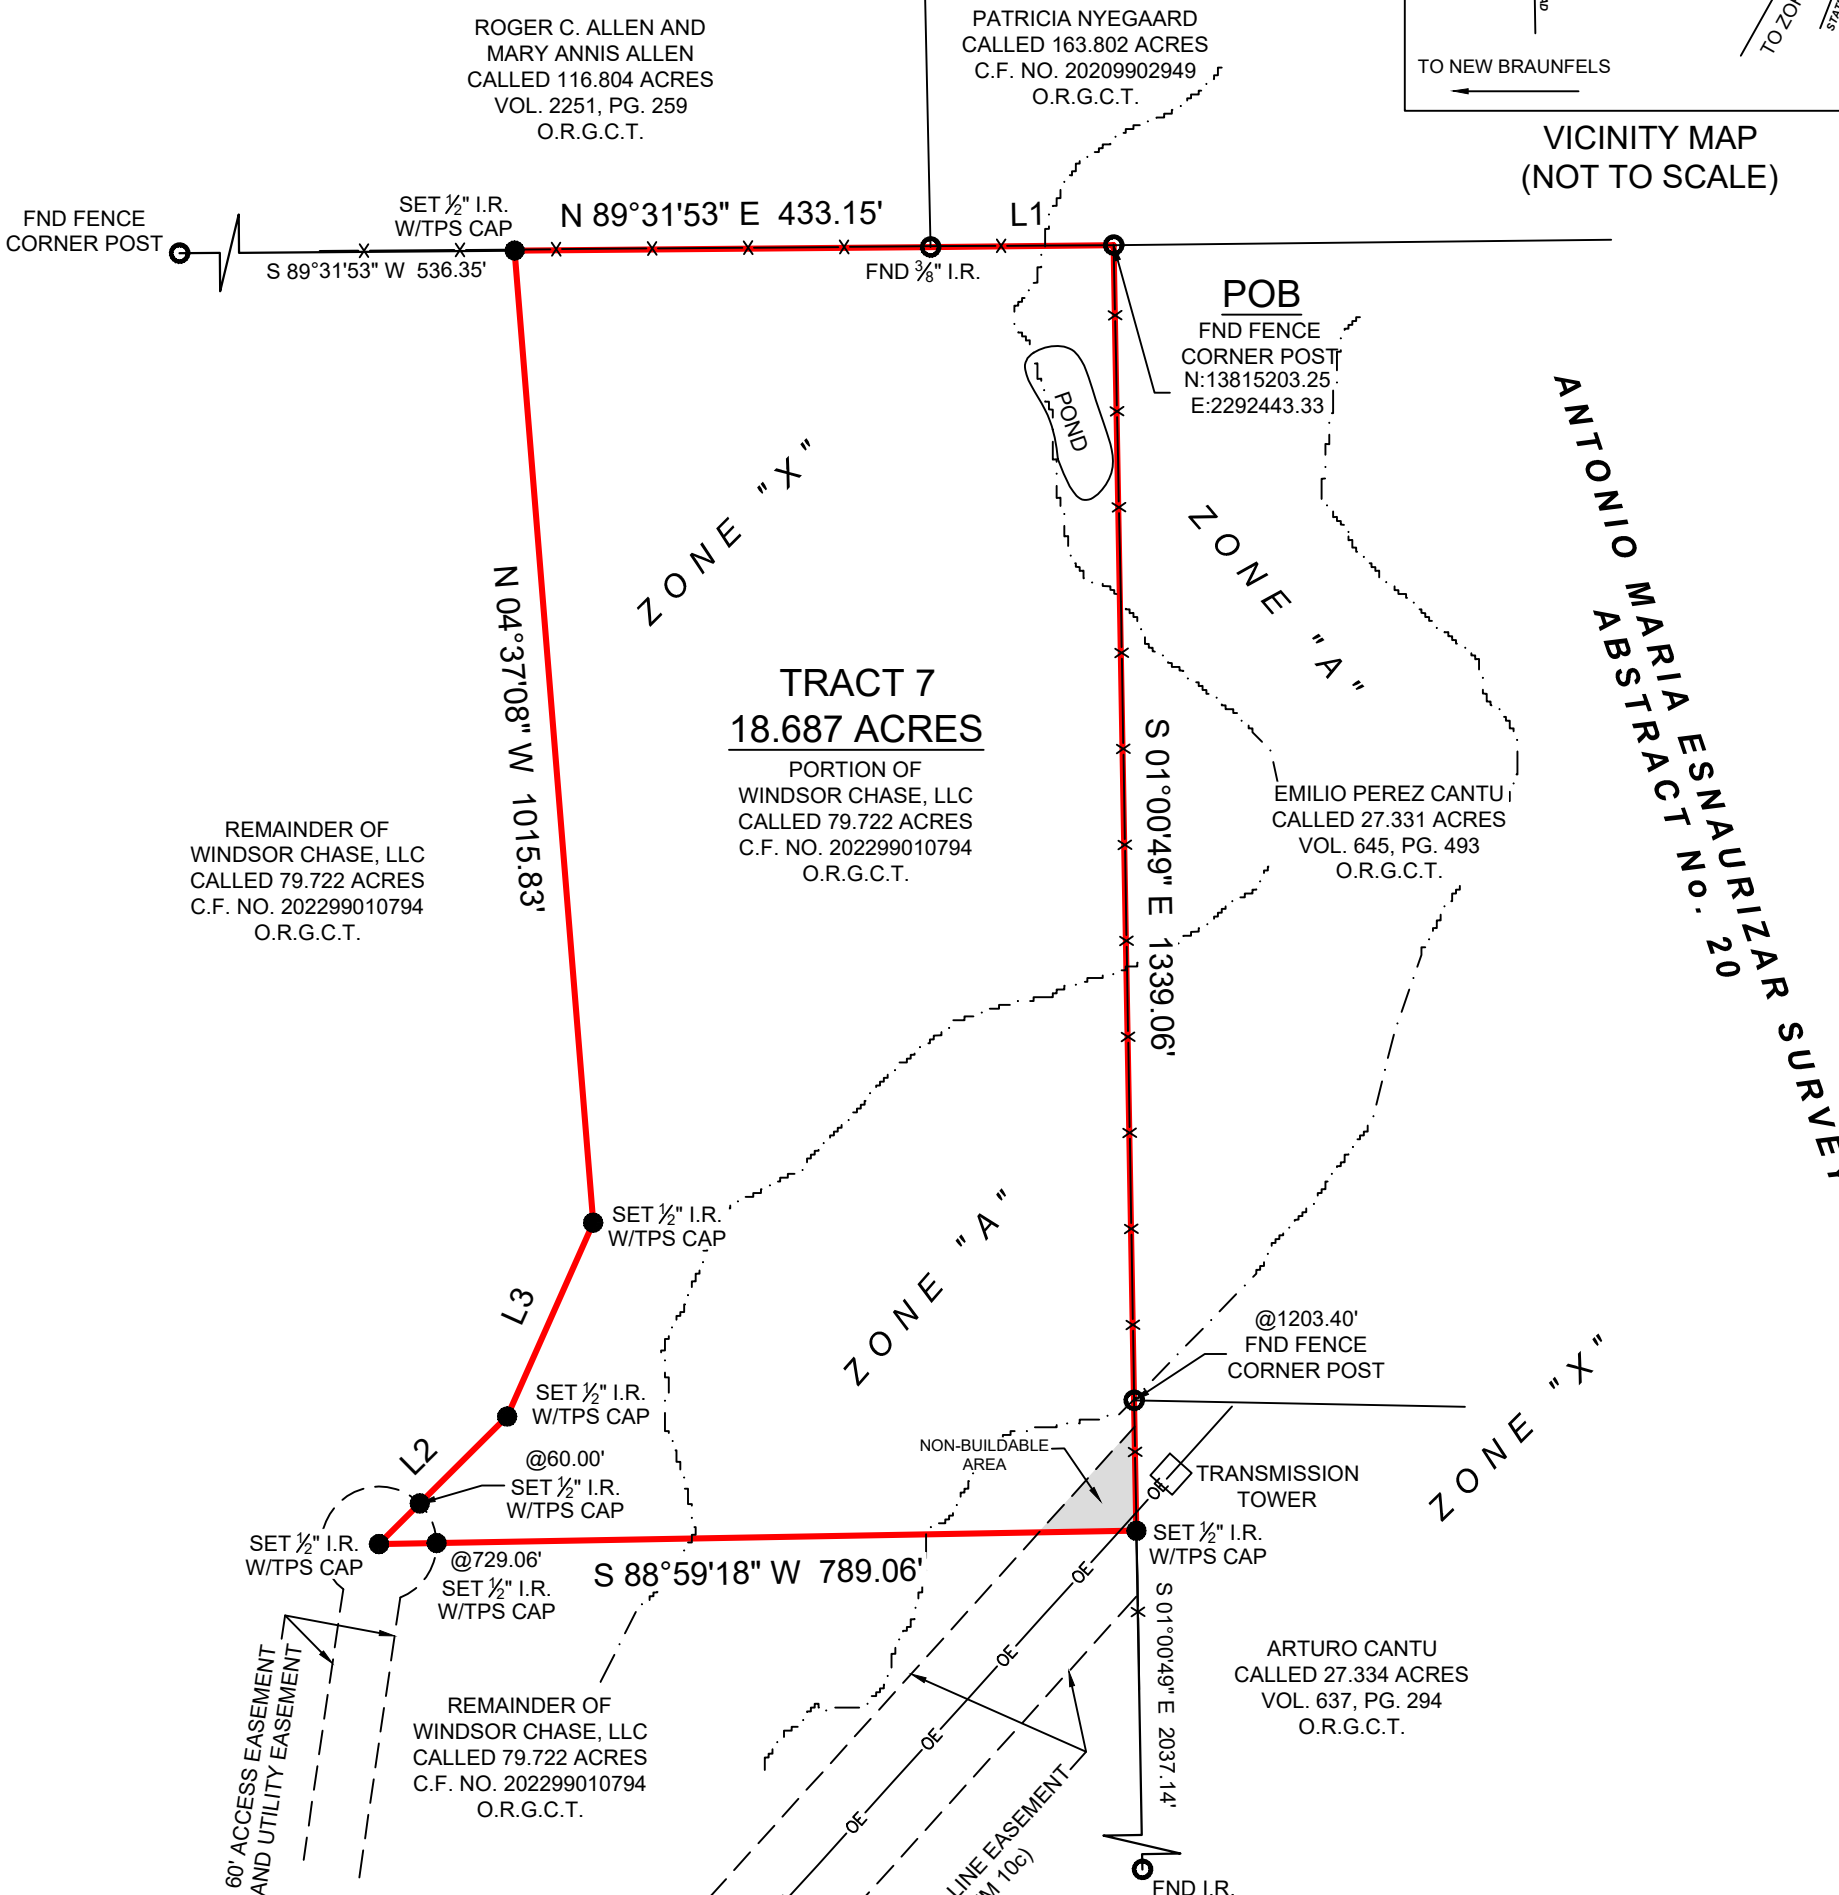 ROGER C. ALLEN AND
MARY ANNIS ALLEN
CALLED 116.804 ACRES
VOL. 2251, PG. 259
O.R.G.C.T.
PATRICIA NYEGAARD
CALLED 163.802 ACRES
C.F. NO. 20209902949
O.R.G.C.T.
TO NEW BRAUNFELS
VICINITY MAP
(NOT TO SCALE)
FND FENCE
CORNER POST
SET ½" I.R.
W/TPS CAP
N 89°31'53" E 433.15'
L1
S 89°31'53" W 536.35'
FND ⅜" I.R.
POB
FND FENCE
CORNER POST
N:13815203.25
E:2292443.33
POND
ZONE "X"
ZONE "A"
ANTONIO MARIA ESNAURIZAR SURVEY
ABSTRACT No. 20
N 04°37'08" W 1015.83'
TRACT 7
18.687 ACRES
PORTION OF
WINDSOR CHASE, LLC
CALLED 79.722 ACRES
C.F. NO. 202299010794
O.R.G.C.T.
S 01°00'49" E 1339.06'
EMILIO PEREZ CANTU
CALLED 27.331 ACRES
VOL. 645, PG. 493
O.R.G.C.T.
REMAINDER OF
WINDSOR CHASE, LLC
CALLED 79.722 ACRES
C.F. NO. 202299010794
O.R.G.C.T.
SET ½" I.R.
W/TPS CAP
L3
ZONE "A"
@1203.40'
FND FENCE
CORNER POST
ZONE "X"
SET ½" I.R.
W/TPS CAP
L2
@60.00'
SET ½" I.R.
W/TPS CAP
NON-BUILDABLE
AREA
OE
TRANSMISSION
TOWER
SET ½" I.R.
W/TPS CAP
@729.06'
SET ½" I.R.
W/TPS CAP
S 88°59'18" W 789.06'
SET ½" I.R.
W/TPS CAP
OE
S 01°00'49" E 2037.14'
60' ACCESS EASEMENT
AND UTILITY EASEMENT
OE
ARTURO CANTU
CALLED 27.334 ACRES
VOL. 637, PG. 294
O.R.G.C.T.
REMAINDER OF
WINDSOR CHASE, LLC
CALLED 79.722 ACRES
C.F. NO. 202299010794
O.R.G.C.T.
OE
OE
LINE EASEMENT
10c)
FND I.R.